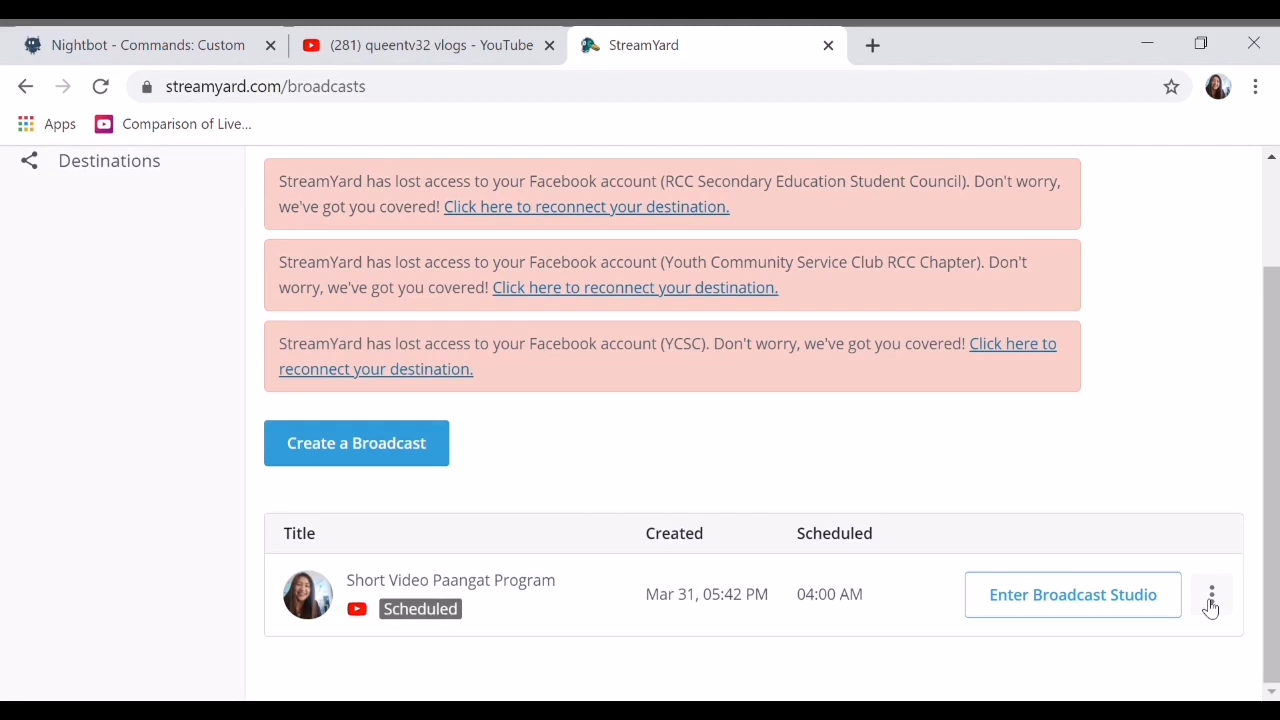 Nightbot - Commands: Custom
(281) queentv32 vlogs - YouTube
StreamYard
streamyard.com/broadcasts
Apps
Comparison of Live...
Destinations
StreamYard has lost access to your Facebook account (RCC Secondary Education Student Council). Don't worry,
we've got you covered! Click here to reconnect your destination.
StreamYard has lost access to your Facebook account (Youth Community Service Club RCC Chapter). Don't
worry, we've got you covered! Click here to reconnect your destination.
StreamYard has lost access to your Facebook account (YCSC). Don't worry, we've got you covered! Click here to
reconnect your destination.
Create a Broadcast
Title Created Scheduled
Short Video Paangat Program
Scheduled
Mar 31, 05:42 PM 04:00 AM
Enter Broadcast Studio